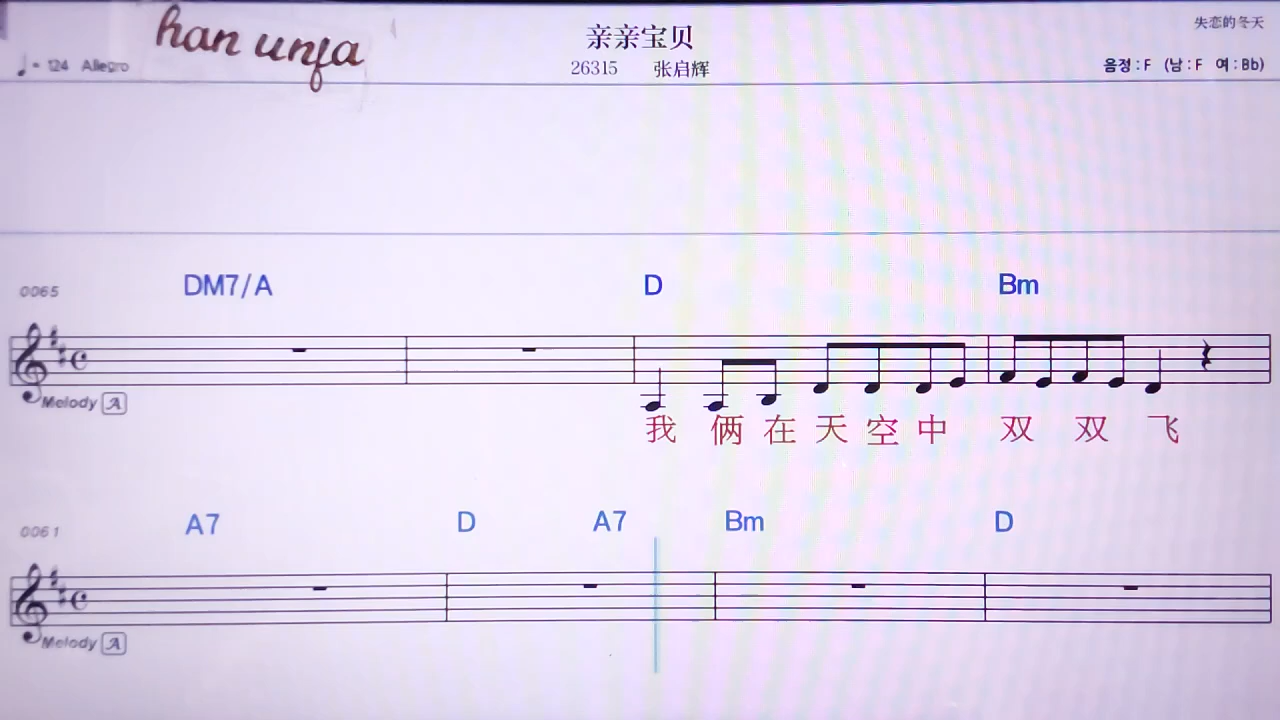 han unfa
亲亲宝贝
失恋的冬天
♩= 124 Allegro
26315 张启辉
음정 : F (남 : F 여 : Bb)
0065 DM7/A D Bm
Melody A
我 俩 在 天 空 中 双 双 飞
0061 A7 D A7 Bm D
Melody A